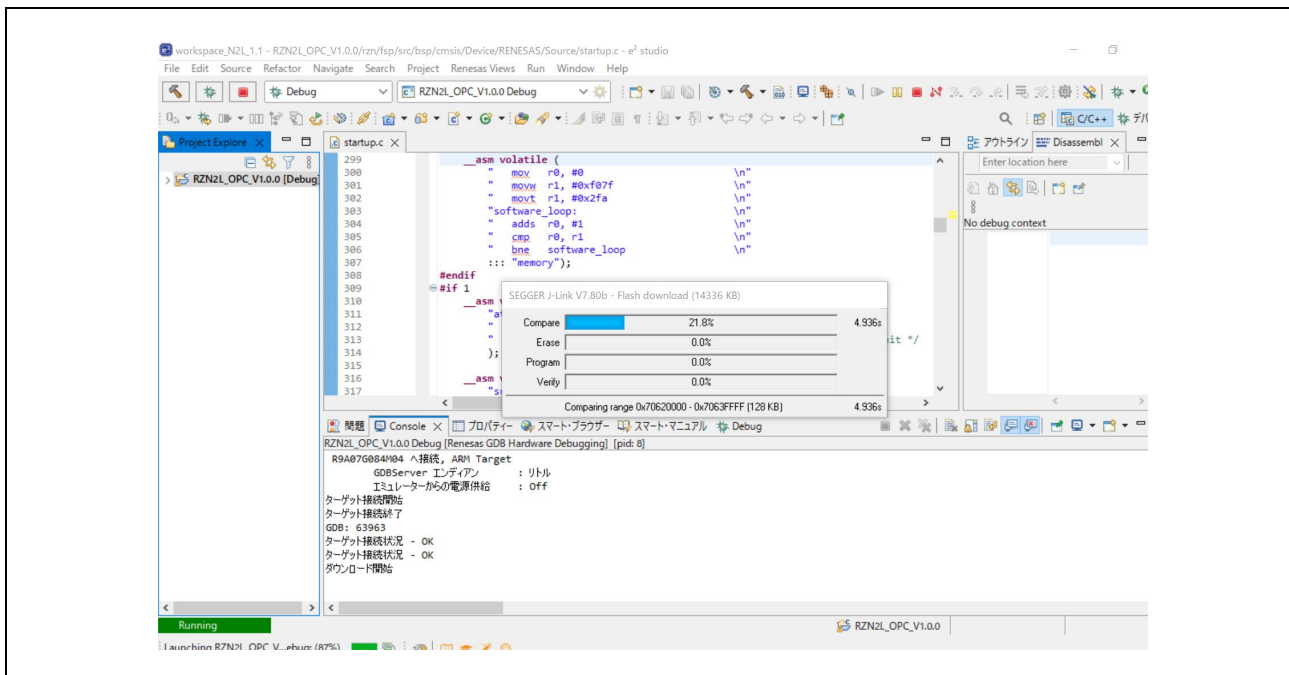 workspace_N2L_1.1 - RZN2L_OPC_V1.0.0/rzn/fsp/src/bsp/cmsis/Device/RENESAS/Source/startup.c - e² studio
File Edit Source Refactor Navigate Search Project Renesas Views Run Window Help
Debug RZN2L_OPC_V1.0.0 Debug
C/C++
Project Explore startup.c アウトライン Disassembl
RZN2L_OPC_V1.0.0 [Debug]
Enter location here
No debug context
299 __asm volatile (
300 " mov r0, #0 \n"
301 " movw r1, #0xf07f \n"
302 " movt r1, #0x2fa \n"
303 "software_loop: \n"
304 " adds r0, #1 \n"
305 " cmp r0, r1 \n"
306 " bne software_loop \n"
307 ::: "memory");
308 #endif
309 #if 1
310 __asm
311 "
312 "
313 " it */
314 );
315
316 __asm
317 "s
SEGGER J-Link V7.80b - Flash download (14336 KB)
Compare 21.8% 4.936s
Erase 0.0%
Program 0.0%
Verify 0.0%
Comparing range 0x70620000 - 0x7063FFFF (128 KB) 4.936s
問題 Console プロパティー スマート・ブラウザー スマート・マニュアル Debug
RZN2L_OPC_V1.0.0 Debug [Renesas GDB Hardware Debugging] [pid: 8]
R9A07G084M04 へ接続, ARM Target
GDBServer エンディアン : リトル
エミュレーターからの電源供給 : Off
ターゲット接続開始
ターゲット接続終了
GDB: 63963
ターゲット接続状況 - OK
ターゲット接続状況 - OK
ダウンロード開始
Running RZN2L_OPC_V1.0.0
Launching RZN2L_OPC_V...ebug: (87%)